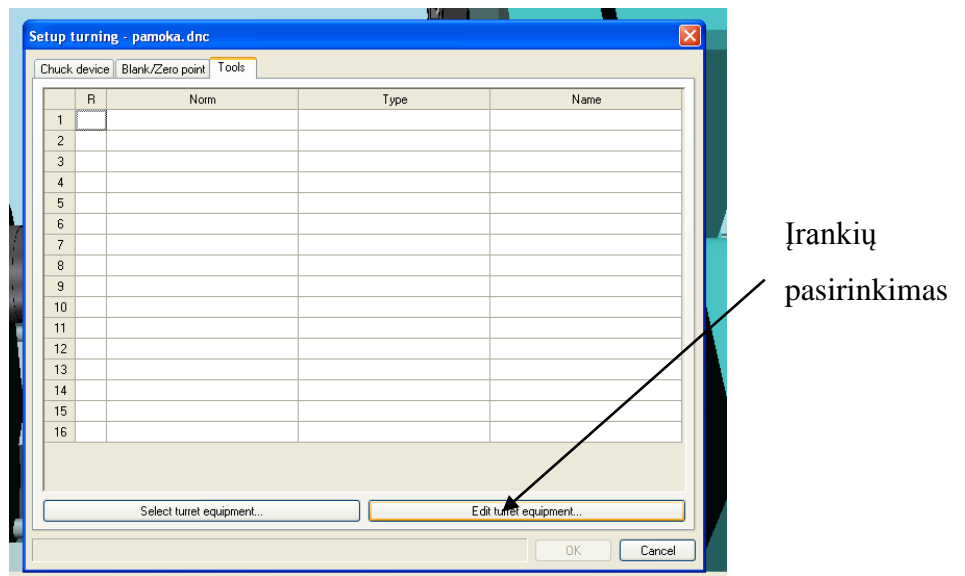 Setup turning - pamoka.dnc
Chuck device Blank/Zero point Tools
R Norm Type Name
1
2
3
4
5
6
7
8
9
10
11
12
13
14
15
16
Select turret equipment... Edit turret equipment...
OK Cancel
Įrankių
pasirinkimas